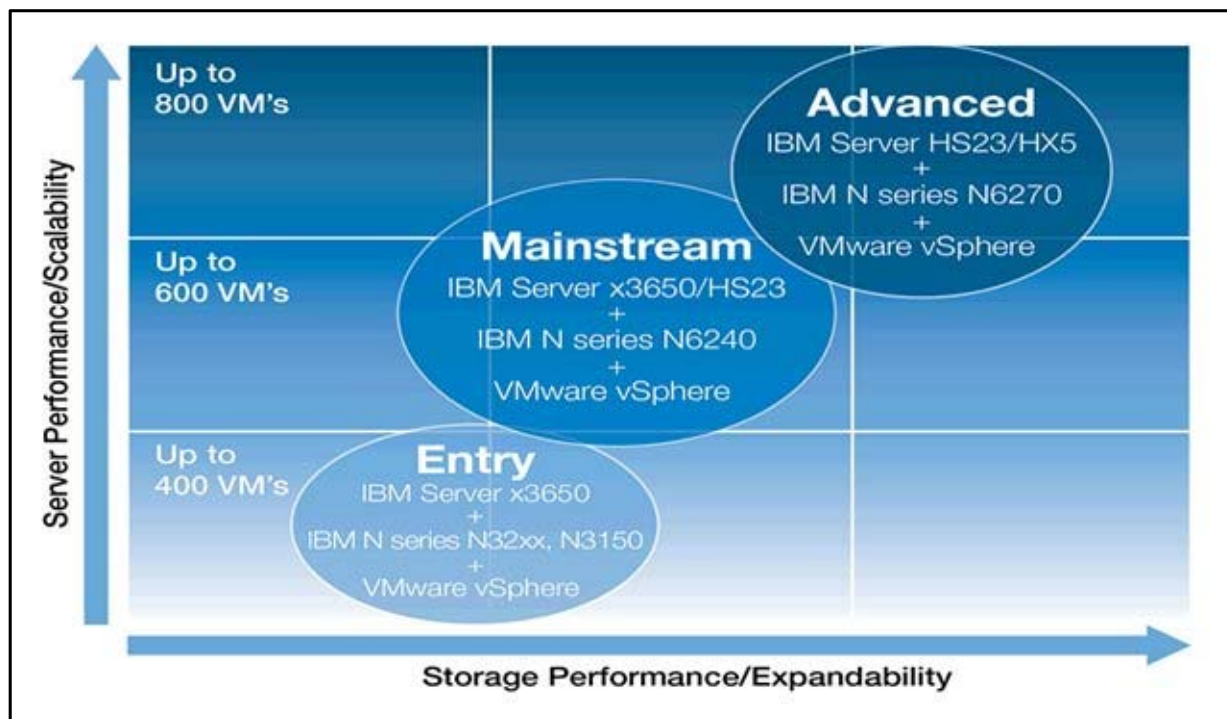 Server Performance/Scalability
Up to
800 VM's
Advanced
IBM Server HS23/HX5
+
IBM N series N6270
+
VMware vSphere
Up to
600 VM's
Mainstream
IBM Server x3650/HS23
+
IBM N series N6240
+
VMware vSphere
Up to
400 VM's
Entry
IBM Server x3650
+
IBM N series N32xx, N3150
+
VMware vSphere
Storage Performance/Expandability